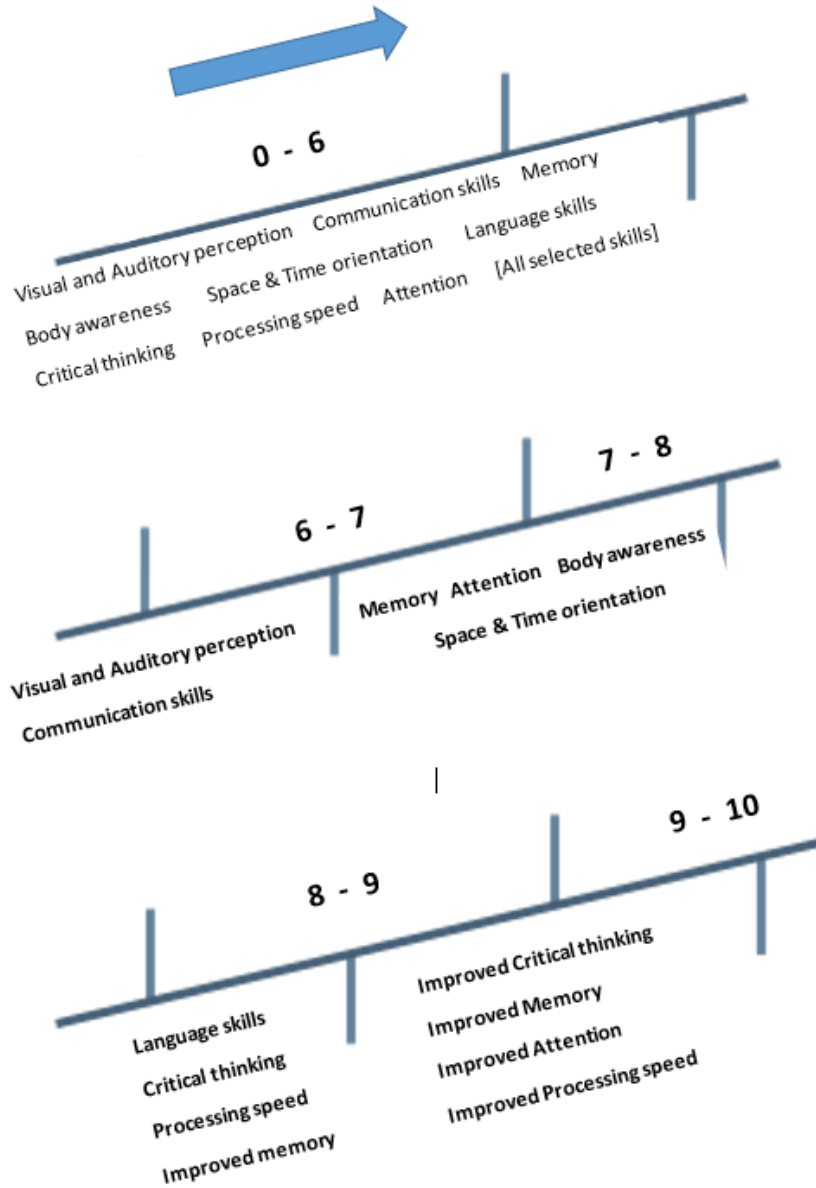 0 - 6
Visual and Auditory perception Communication skills Memory
Body awareness Space & Time orientation Language skills
Critical thinking Processing speed Attention [All selected skills]
6 - 7
7 - 8
Visual and Auditory perception
Communication skills
Memory Attention Body awareness
Space & Time orientation
8 - 9
9 - 10
Language skills
Critical thinking
Processing speed
Improved memory
Improved Critical thinking
Improved Memory
Improved Attention
Improved Processing speed